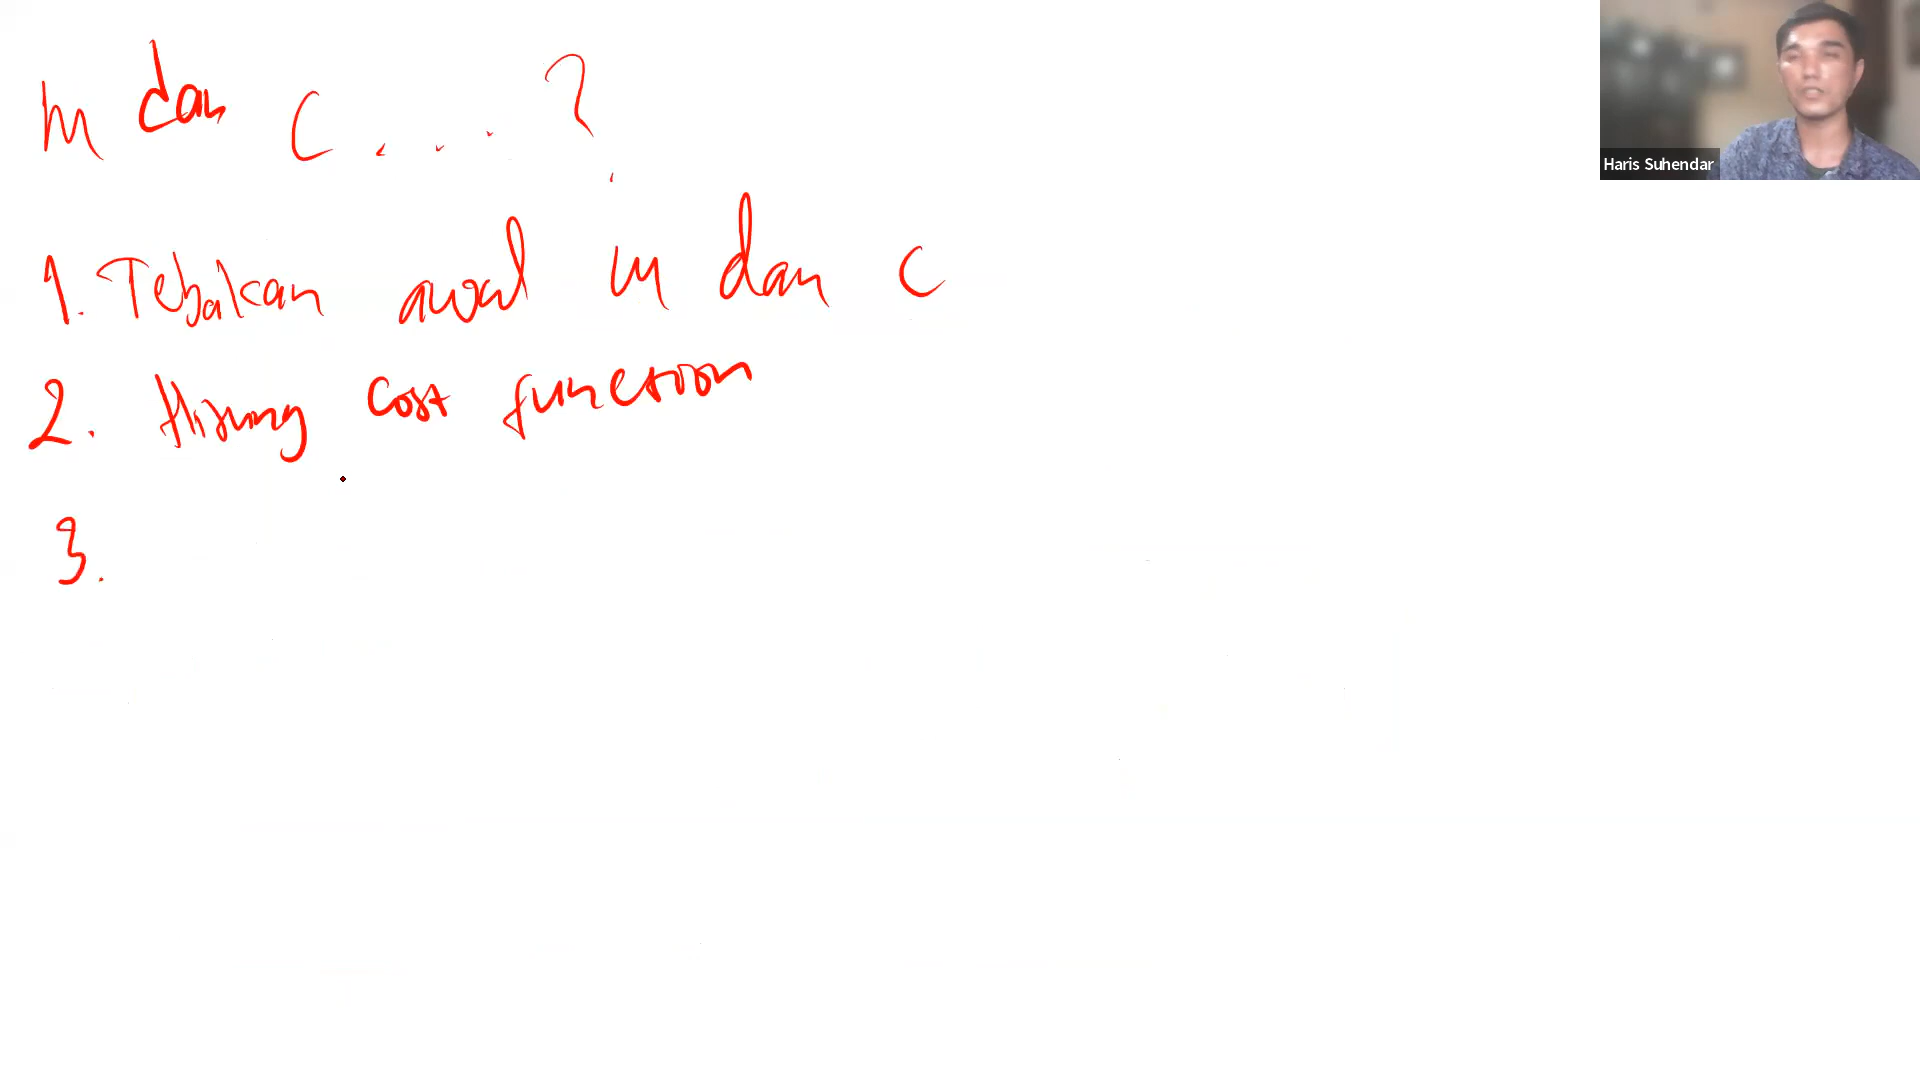 m dan c . . . ?
Haris Suhendar
1. Tebakan awal m dan c
2. Hitung cost function
3.